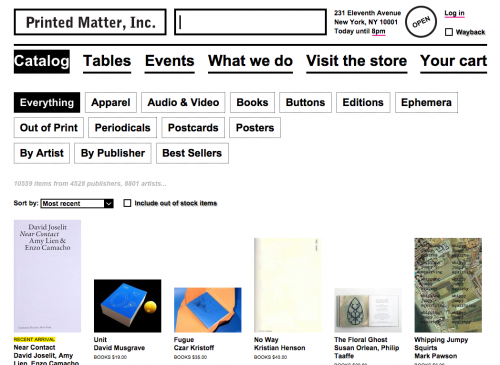 Printed Matter, Inc.
231 Eleventh Avenue
New York, NY 10001
Today until 8pm
OPEN
Log in
Wayback
Catalog Tables Events What we do Visit the store Your cart
Everything Apparel Audio & Video Books Buttons Editions Ephemera
Out of Print Periodicals Postcards Posters
By Artist By Publisher Best Sellers
10559 items from 4529 publishers, 8801 artists...
Sort by: Most recent Include out of stock items
David Joselit
Near Contact
Amy Lien &
Enzo Camacho
RECENT ARRIVAL
Near Contact
David Joselit, Amy
Lien & Enzo Camacho
Unit
David Musgrave
BOOKS $19.00
Fugue
Czar Kristoff
BOOKS $35.00
No Way
Kristian Henson
BOOKS $40.00
The Floral Ghost
Susan Orlean, Philip
Taaffe
Whipping Jumpy
Squirts
Mark Pawson